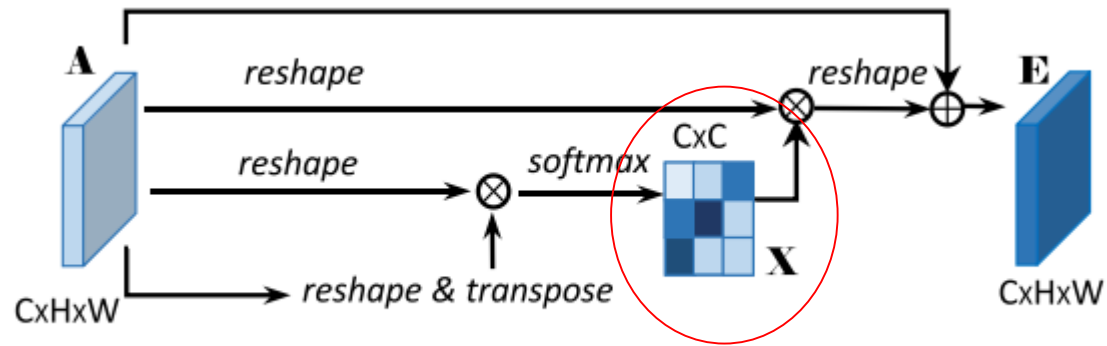 A
reshape
reshape
E
CxC
reshape
softmax
X
reshape & transpose
CxHxW
CxHxW